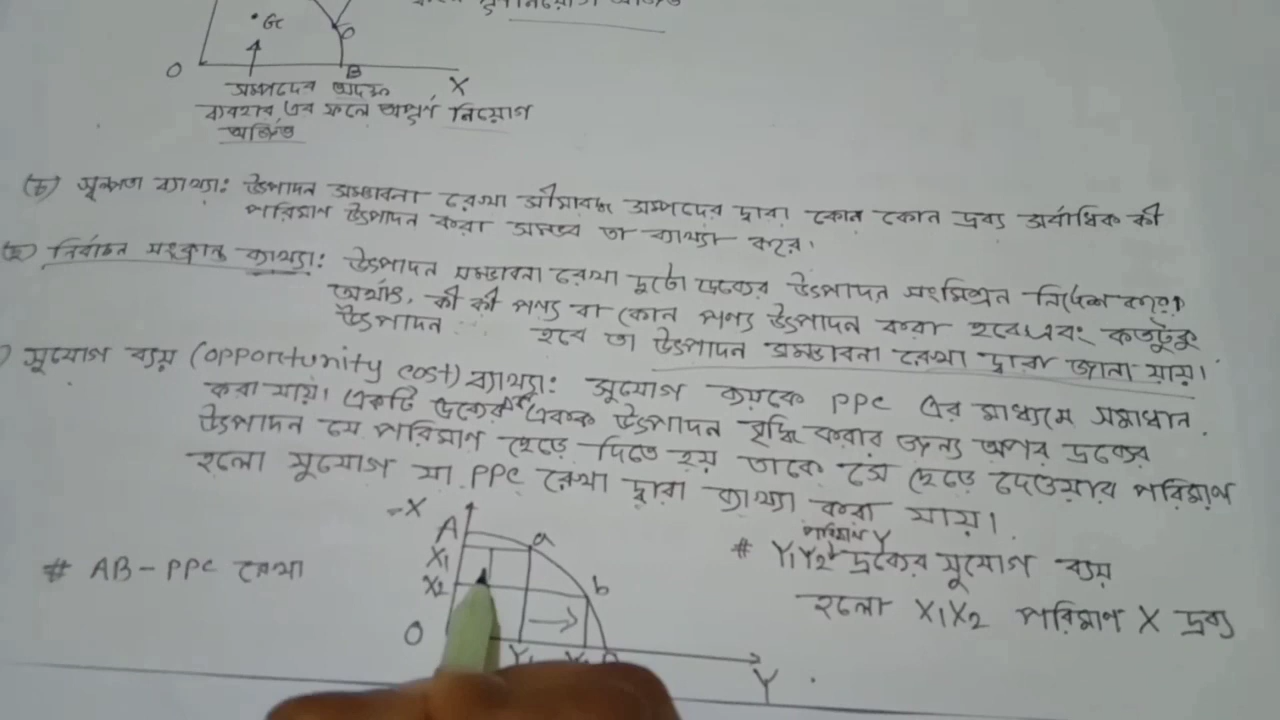 Gc
O B X
সম্পদের অদক্ষ
ব্যবহার এর ফলে অপূর্ণ নিয়োগ
অর্জিত
(চ) স্বল্পতা ব্যাখ্যা: উৎপাদন সম্ভাবনা রেখা সীমাবদ্ধ সম্পদের দ্বারা কোন কোন দ্রব্য সর্বাধিক কী
পরিমান উৎপাদন করা সম্ভব তা ব্যাখ্যা করে।
নির্বাচন সংক্রান্ত ব্যাখ্যা: উৎপাদন সম্ভাবনা রেখা দুটো দ্রব্যের উৎপাদন সংমিশ্রন নির্দেশ করে।
অর্থাৎ, কী কী পণ্য বা কোন পণ্য উৎপাদন করা হবে এবং কতটুকু
উৎপাদন হবে তা উৎপাদন সম্ভাবনা রেখা দ্বারা জানা যায়।
সুযোগ ব্যয় (opportunity cost) ব্যাখ্যা: সুযোগ ব্যয়কে PPC এর মাধ্যমে সমাধান
করা যায়। একটি দ্রব্যের একক উৎপাদন বৃদ্ধি করার জন্য অপর দ্রব্যের
উৎপাদন যে পরিমাণ ছেড়ে দিতে হয় তাকে সে ছেড়ে দেওয়ার পরিমাণ
হলো সুযোগ যা PPC রেখা দ্বারা ব্যাখ্যা করা যায়।
X
A a
X₁
X₂ b
O
Y
# AB-PPC রেখা
# Y₁Y₂ পরিমান Y দ্রব্যের সুযোগ ব্যয়
হলো X₁X₂ পরিমাণ X দ্রব্য